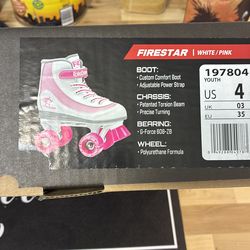 FIRESTAR | WHITE / PINK
BOOT:
• Custom Comfort Boot
• Adjustable Power Strap
CHASSIS:
• Patented Torsion Beam
• Precise Turning
BEARING:
• G-Force 606-ZB
WHEEL:
• Polyurethane Formula
197804
YOUTH
US 4
UK 03
EU 35